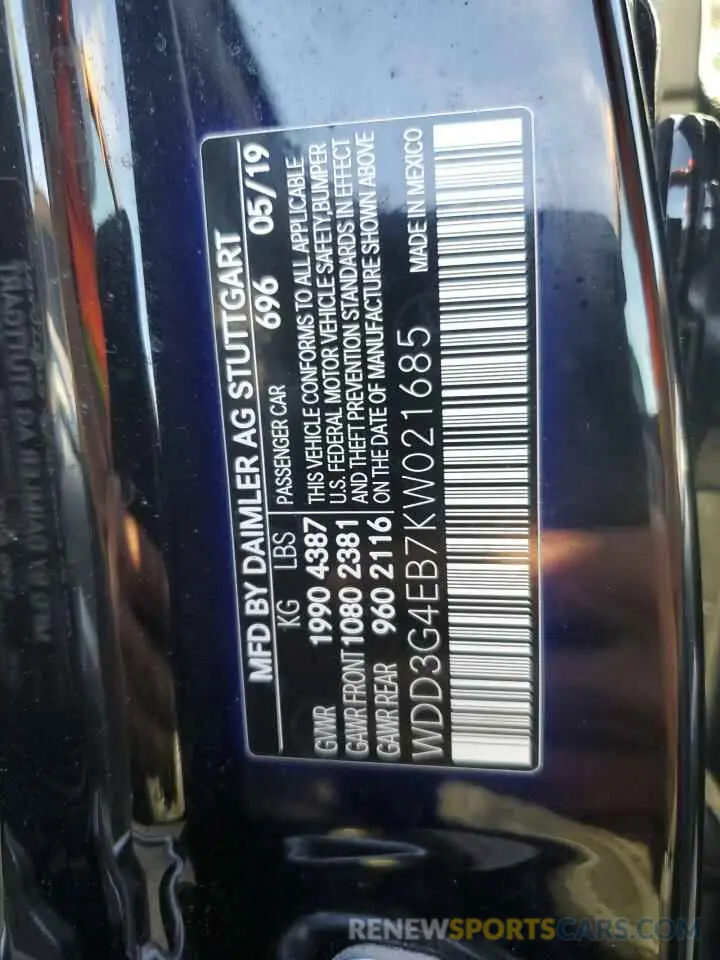 MFD BY DAIMLER AG STUTTGART
696 05/19
KG LBS PASSENGER CAR
GVWR 1990 4387
GAWR FRONT 1080 2381
GAWR REAR 960 2116
THIS VEHICLE CONFORMS TO ALL APPLICABLE
U.S. FEDERAL MOTOR VEHICLE SAFETY,BUMPER
AND THEFT PREVENTION STANDARDS IN EFFECT
ON THE DATE OF MANUFACTURE SHOWN ABOVE
WDD3G4EB7KW021685 MADE IN MEXICO
RENEWSPORTSCARS.COM